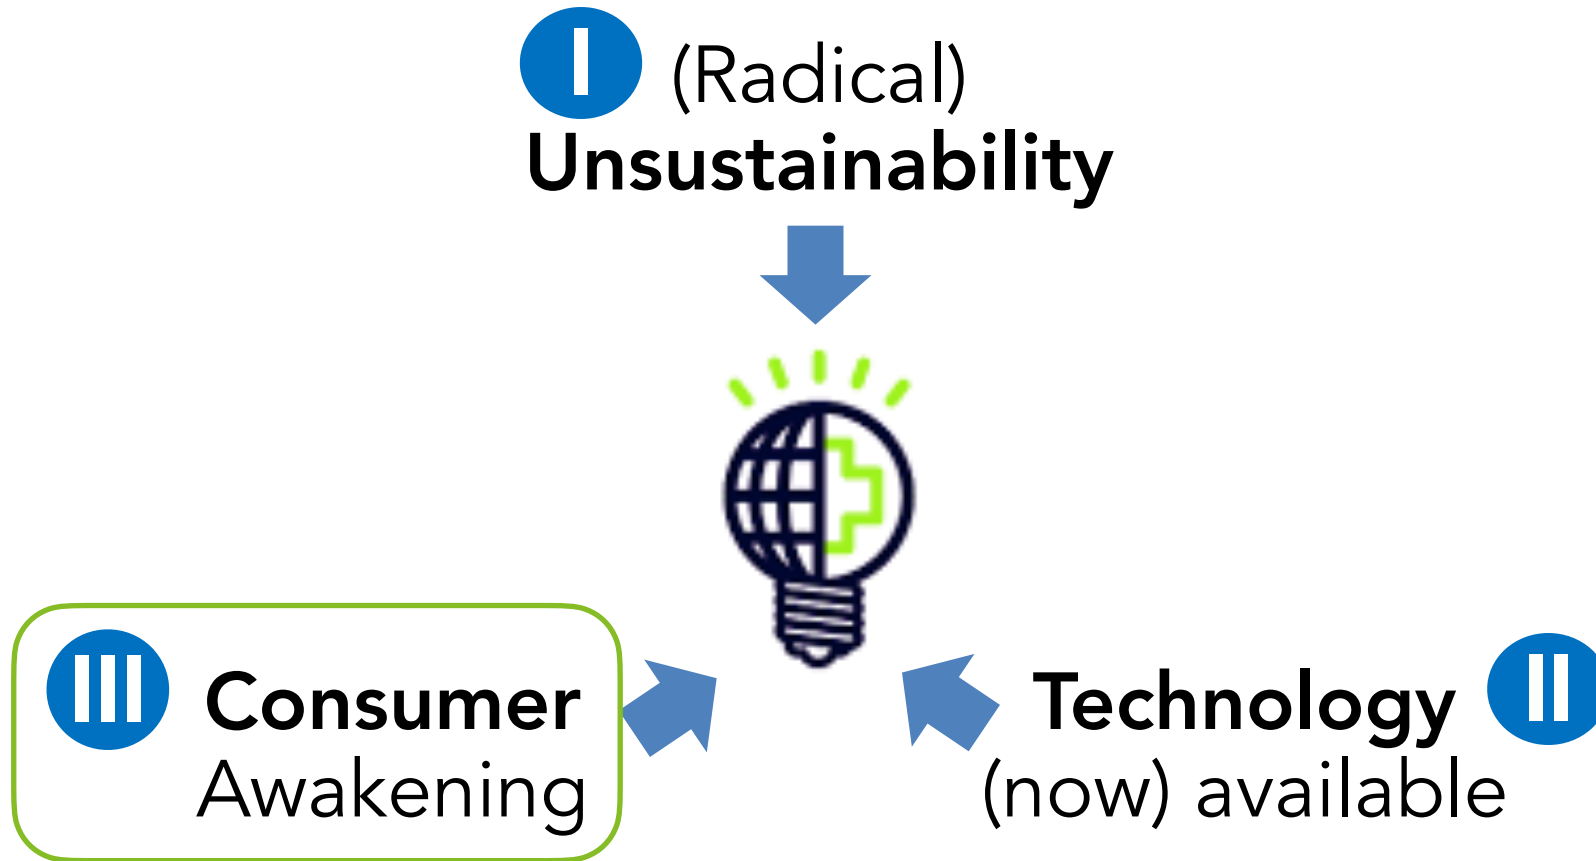 I (Radical)
Unsustainability
III Consumer
Awakening
Technology II
(now) available